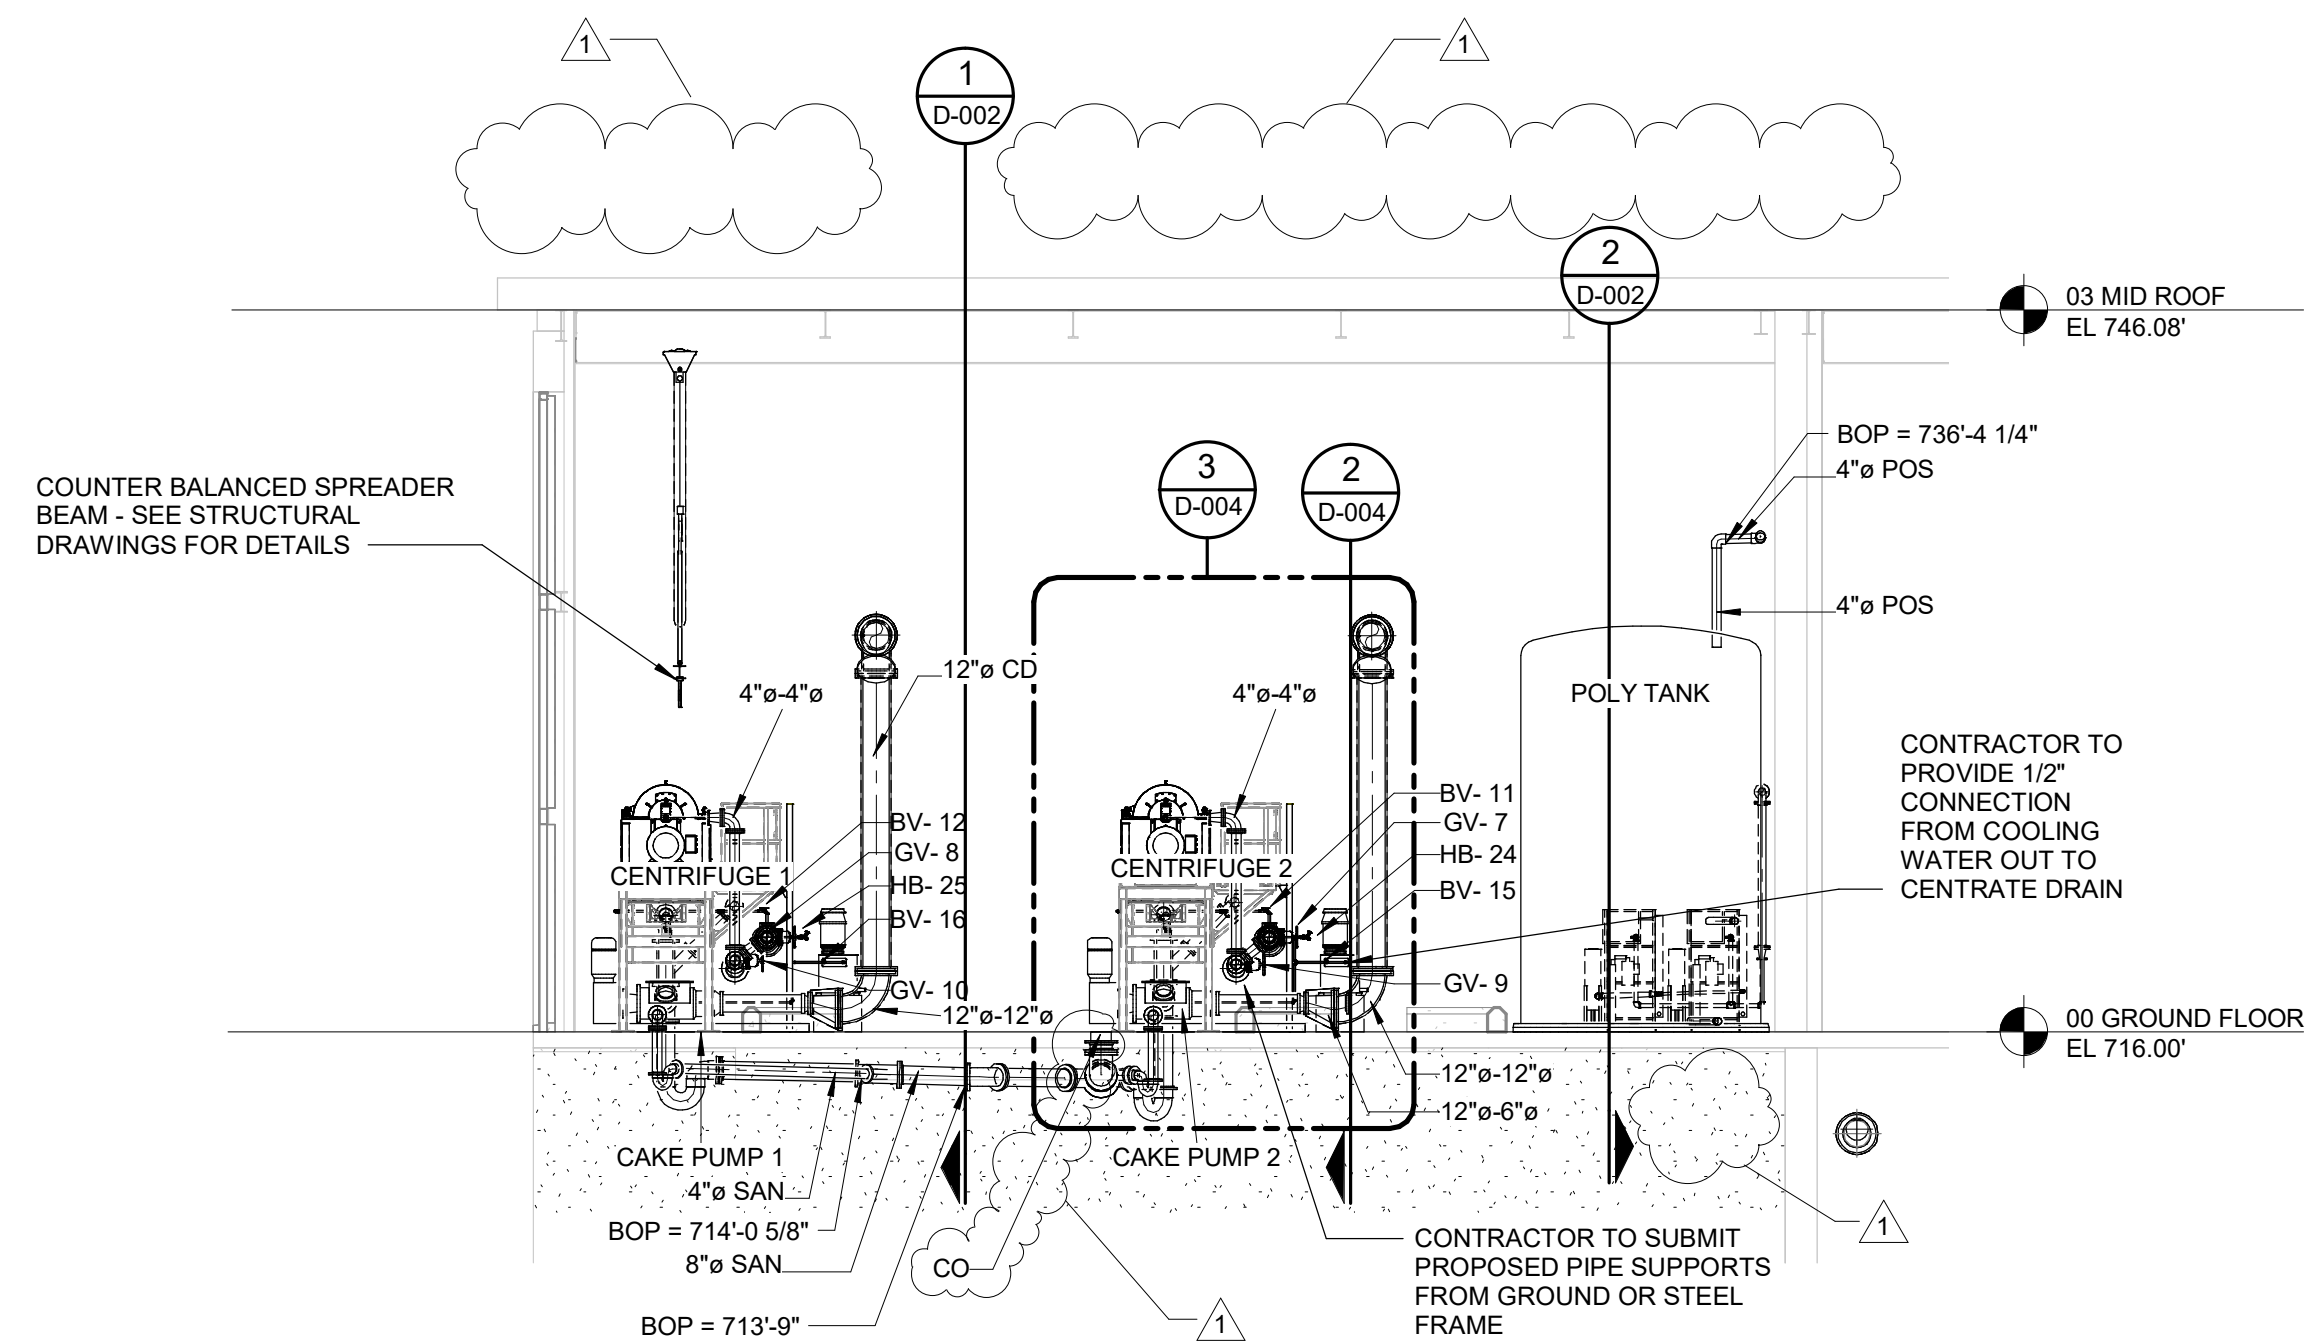 1
1
1
D-002
2
D-002
03 MID ROOF
EL 746.08'
BOP = 736'-4 1/4"
4"ø POS
4"ø POS
3
D-004
2
D-004
COUNTER BALANCED SPREADER
BEAM - SEE STRUCTURAL
DRAWINGS FOR DETAILS
12"ø CD
4"ø-4"ø
4"ø-4"ø
POLY TANK
CONTRACTOR TO
PROVIDE 1/2"
CONNECTION
FROM COOLING
WATER OUT TO
CENTRATE DRAIN
BV- 12
GV- 8
HB- 25
BV- 16
GV- 10
12"ø-12"ø
BV- 11
GV- 7
HB- 24
BV- 15
GV- 9
CENTRIFUGE 1
CENTRIFUGE 2
00 GROUND FLOOR
EL 716.00'
12"ø-12"ø
12"ø-6"ø
CAKE PUMP 1
CAKE PUMP 2
4"ø SAN
BOP = 714'-0 5/8"
8"ø SAN
BOP = 713'-9"
CO
1
1
CONTRACTOR TO SUBMIT
PROPOSED PIPE SUPPORTS
FROM GROUND OR STEEL
FRAME